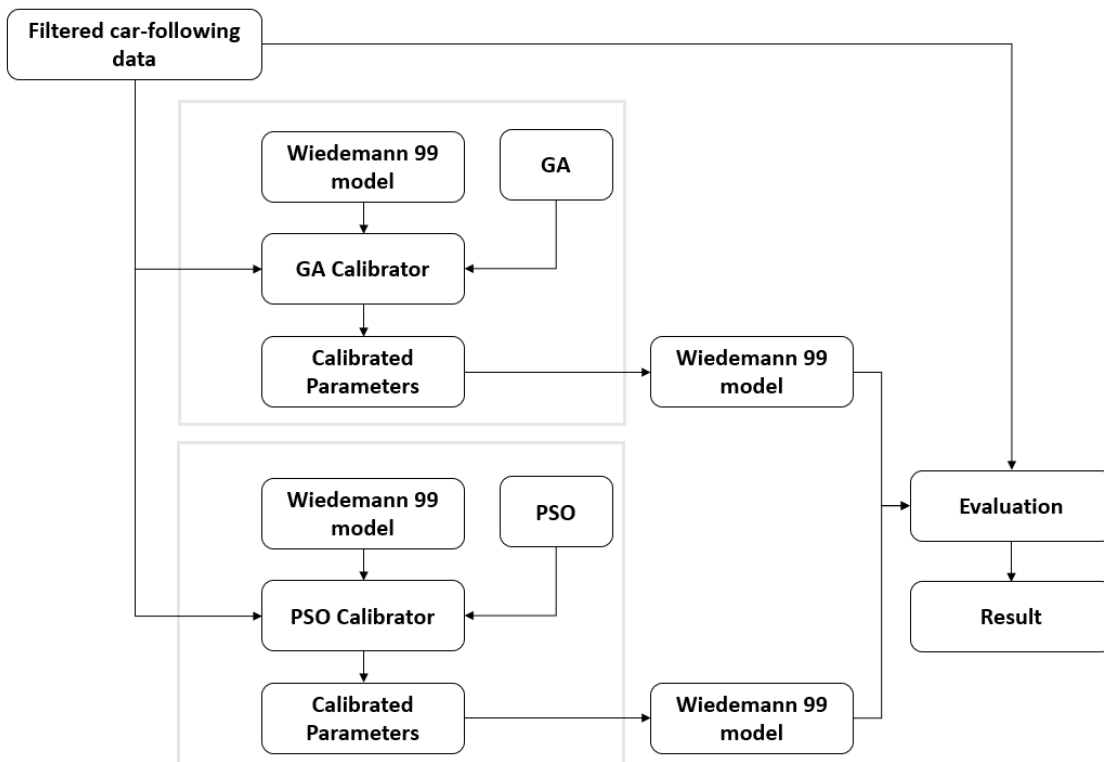 Filtered car-following
data
Wiedemann 99
model
GA
GA Calibrator
Calibrated
Parameters
Wiedemann 99
model
Wiedemann 99
model
PSO
PSO Calibrator
Calibrated
Parameters
Wiedemann 99
model
Evaluation
Result